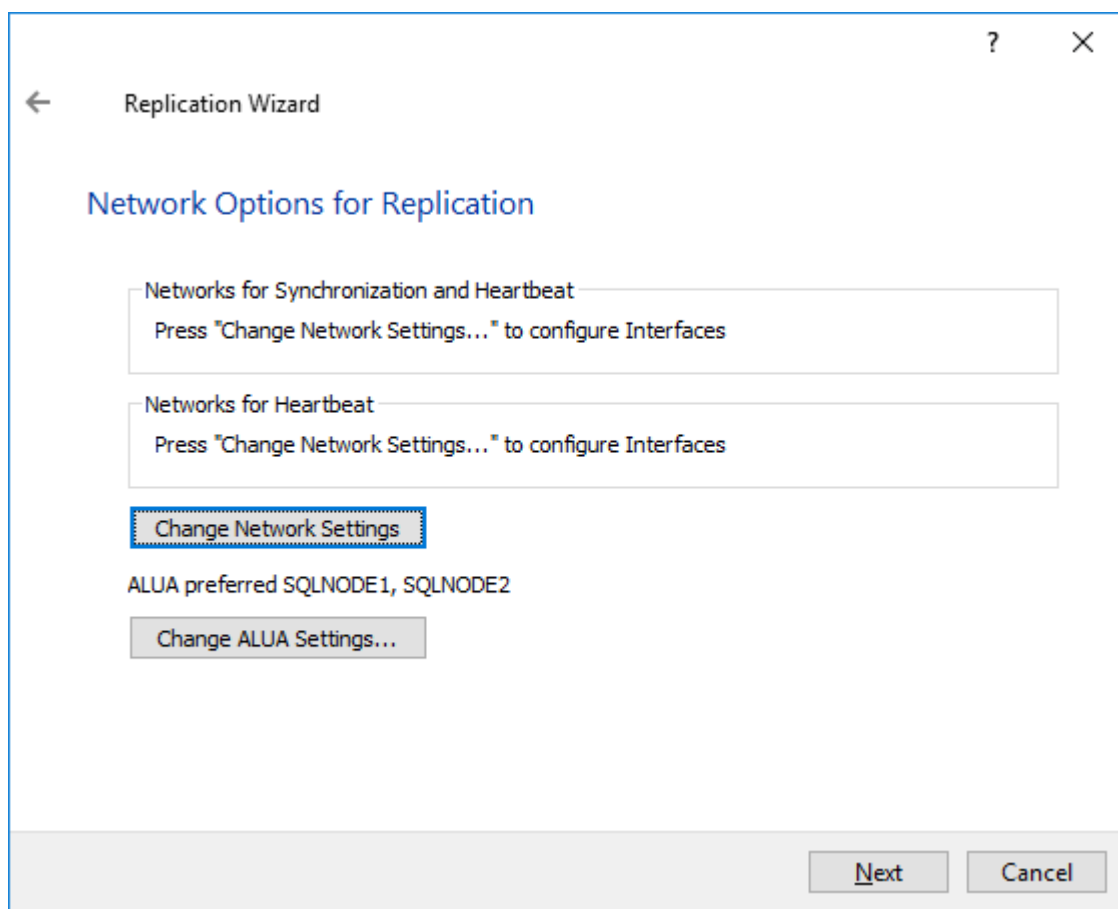 ?
Replication Wizard
Network Options for Replication
Networks for Synchronization and Heartbeat
Press "Change Network Settings..." to configure Interfaces
Networks for Heartbeat
Press "Change Network Settings..." to configure Interfaces
Change Network Settings
ALUA preferred SQLNODE1, SQLNODE2
Change ALUA Settings...
Next
Cancel